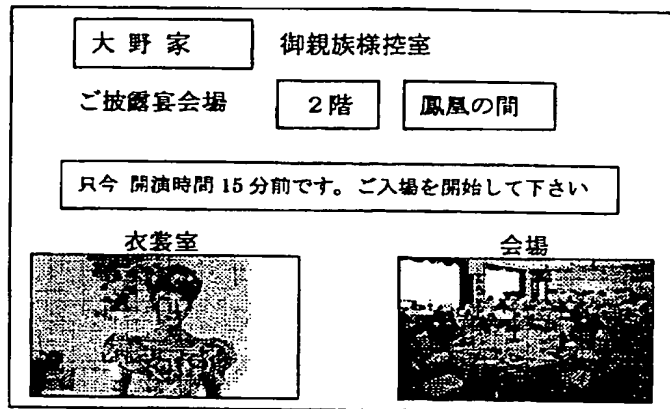 大野家 御親族様控室
ご披露宴会場 2階 鳳凰の間
只今 開演時間15分前です。ご入場を開始して下さい
衣裳室 会場